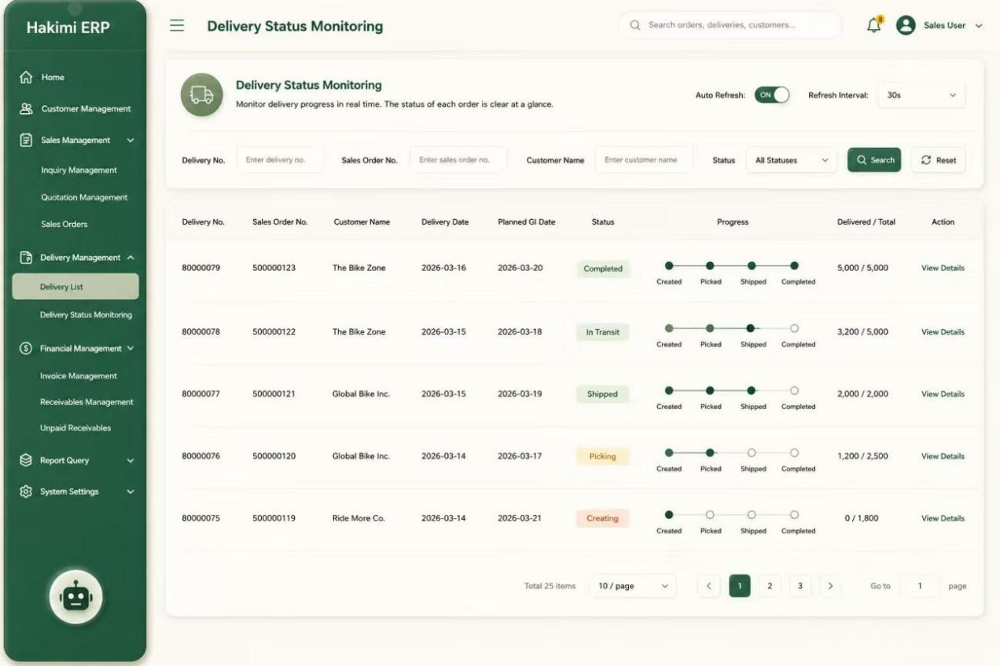 Hakimi ERP
Home
Customer Management
Sales Management
Inquiry Management
Quotation Management
Sales Orders
Delivery Management
Delivery List
Delivery Status Monitoring
Financial Management
Invoice Management
Receivables Management
Unpaid Receivables
Report Query
System Settings
Delivery Status Monitoring
Search orders, deliveries, customers...
8
Sales User
Delivery Status Monitoring
Monitor delivery progress in real time. The status of each order is clear at a glance.
Auto Refresh: ON Refresh Interval: 30s
Delivery No. Enter delivery no. Sales Order No. Enter sales order no. Customer Name Enter customer name Status All Statuses Search Reset
Delivery No. Sales Order No. Customer Name Delivery Date Planned GI Date Status Progress Delivered / Total Action
80000079 500000123 The Bike Zone 2026-03-16 2026-03-20 Completed 5,000 / 5,000 View Details
Created Picked Shipped Completed
80000078 500000122 The Bike Zone 2026-03-15 2026-03-18 In Transit 3,200 / 5,000 View Details
Created Picked Shipped Completed
80000077 500000121 Global Bike Inc. 2026-03-15 2026-03-19 Shipped 2,000 / 2,000 View Details
Created Picked Shipped Completed
80000076 500000120 Global Bike Inc. 2026-03-14 2026-03-17 Picking 1,200 / 2,500 View Details
Created Picked Shipped Completed
80000075 500000119 Ride More Co. 2026-03-14 2026-03-21 Creating 0 / 1,800 View Details
Created Picked Shipped Completed
Total 25 items 10 / page 1 2 3 Go to 1 page